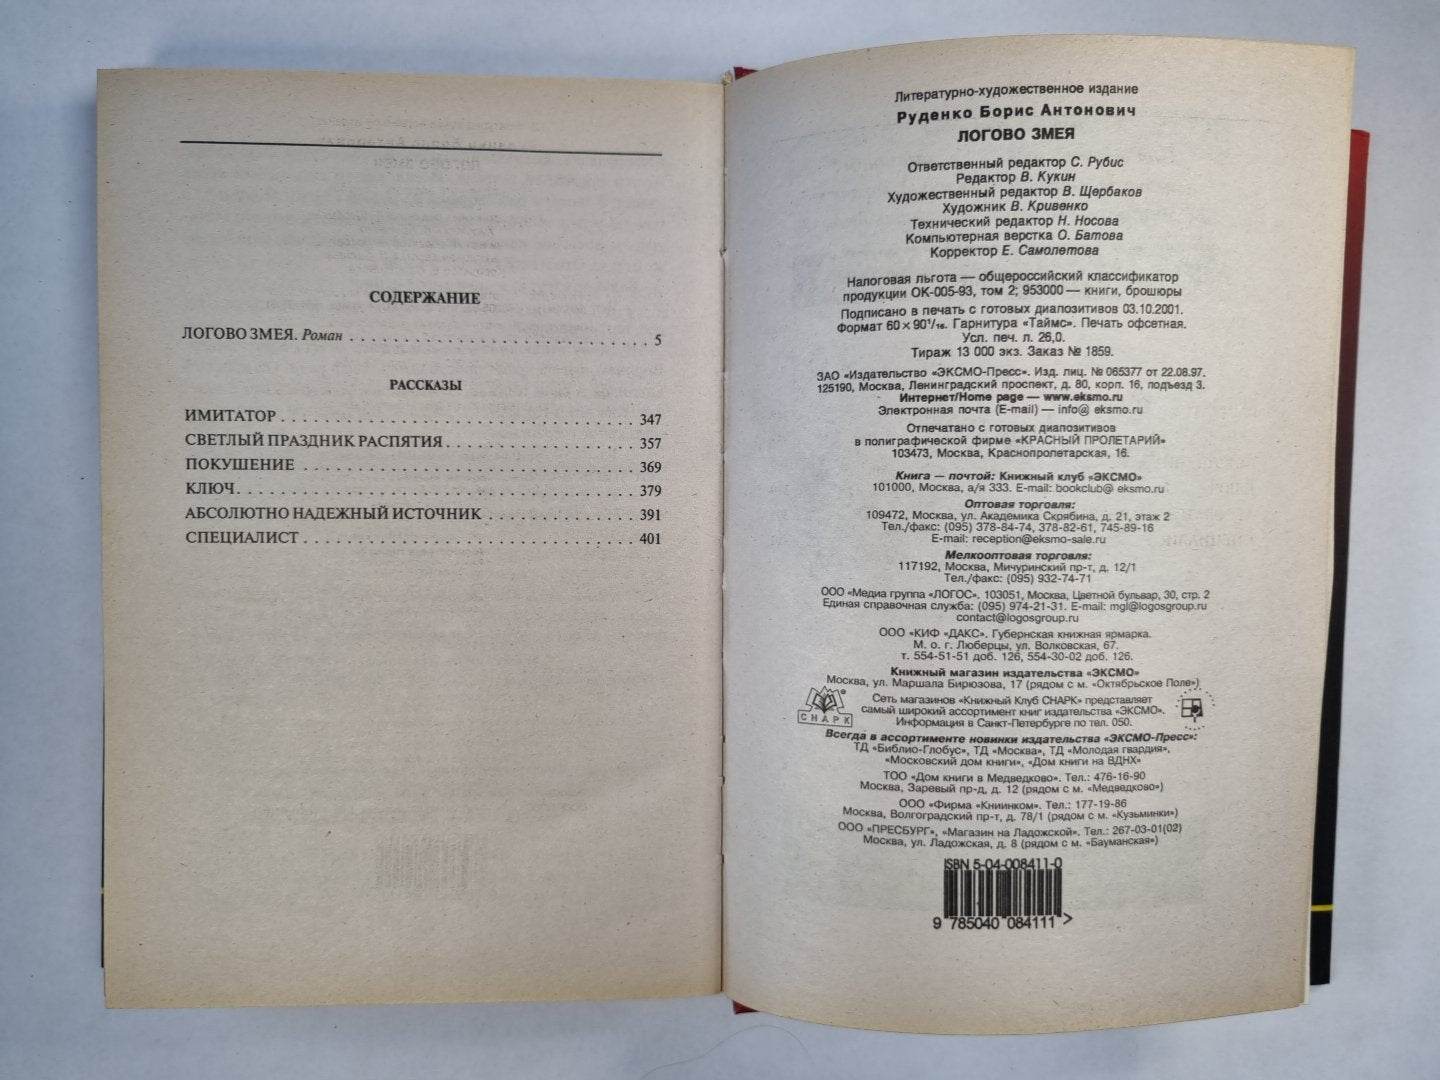 СОДЕРЖАНИЕ
ЛОГОВО ЗМЕЯ. Роман . . . . . . . . . . . . . . . . . . . . . . . . . . 5
РАССКАЗЫ
ИМИТАТОР . . . . . . . . . . . . . . . . . . . . . . . . . . . . . . 347
СВЕТЛЫЙ ПРАЗДНИК РАСПЯТИЯ . . . . . . . . . . . . . . . . 357
ПОКУШЕНИЕ . . . . . . . . . . . . . . . . . . . . . . . . . . . . 369
КЛЮЧ. . . . . . . . . . . . . . . . . . . . . . . . . . . . . . . . . . 379
АБСОЛЮТНО НАДЕЖНЫЙ ИСТОЧНИК . . . . . . . . . . . . . 391
СПЕЦИАЛИСТ . . . . . . . . . . . . . . . . . . . . . . . . . . . . 401
Литературно-художественное издание
Руденко Борис Антонович
ЛОГОВО ЗМЕЯ
Ответственный редактор С. Рубис
Редактор В. Кукин
Художественный редактор В. Щербаков
Художник В. Кривенко
Технический редактор Н. Носова
Компьютерная верстка О. Батова
Корректор Е. Самолетова
Налоговая льгота — общероссийский классификатор
продукции ОК-005-93, том 2; 953000 — книги, брошюры
Подписано в печать с готовых диапозитивов 03.10.2001.
Формат 60 × 90¹/₁₆. Гарнитура «Таймс». Печать офсетная.
Усл. печ. л. 26,0.
Тираж 13 000 экз. Заказ № 1859.
ЗАО «Издательство «ЭКСМО-Пресс». Изд. лиц. № 065377 от 22.08.97.
125190, Москва, Ленинградский проспект, д. 80, корп. 16, подъезд 3.
Интернет/Home page — www.eksmo.ru
Электронная почта (E-mail) — info@ eksmo.ru
Отпечатано с готовых диапозитивов
в полиграфической фирме «КРАСНЫЙ ПРОЛЕТАРИЙ»
103473, Москва, Краснопролетарская, 16.
Книга — почтой: Книжный клуб «ЭКСМО»
101000, Москва, а/я 333. E-mail: bookclub@ eksmo.ru
Оптовая торговля:
109472, Москва, ул. Академика Скрябина, д. 21, этаж 2
Тел./факс: (095) 378-84-74, 378-82-61, 745-89-16
E-mail: reception@eksmo-sale.ru
Мелкооптовая торговля:
117192, Москва, Мичуринский пр-т, д. 12/1
Тел./факс: (095) 932-74-71
ООО «Медиа группа «ЛОГОС». 103051, Москва, Цветной бульвар, 30, стр. 2
Единая справочная служба: (095) 974-21-31. E-mail: mgl@logosgroup.ru
contact@logosgroup.ru
ООО «КИФ «ДАКС». Губернская книжная ярмарка.
М. о. г. Люберцы, ул. Волковская, 67.
т. 554-51-51 доб. 126, 554-30-02 доб. 126.
Книжный магазин издательства «ЭКСМО»
Москва, ул. Маршала Бирюзова, 17 (рядом с м. «Октябрьское Поле»)
СНАРК
Сеть магазинов «Книжный Клуб СНАРК» представляет
самый широкий ассортимент книг издательства «ЭКСМО».
Информация в Санкт-Петербурге по тел. 050.
Всегда в ассортименте новинки издательства «ЭКСМО-Пресс»:
ТД «Библио-Глобус», ТД «Москва», ТД «Молодая гвардия»,
«Московский дом книги», «Дом книги на ВДНХ»
ТОО «Дом книги в Медведково». Тел.: 476-16-90
Москва, Заревый пр-д, д. 12 (рядом с м. «Медведково»)
ООО «Фирма «Книинком». Тел.: 177-19-86
Москва, Волгоградский пр-т, д. 78/1 (рядом с м. «Кузьминки»)
ООО «ПРЕСБУРГ», «Магазин на Ладожской». Тел.: 267-03-01(02)
Москва, ул. Ладожская, д. 8 (рядом с м. «Бауманская»)
ISBN 5-04-008411-0
9 785040 084111 >